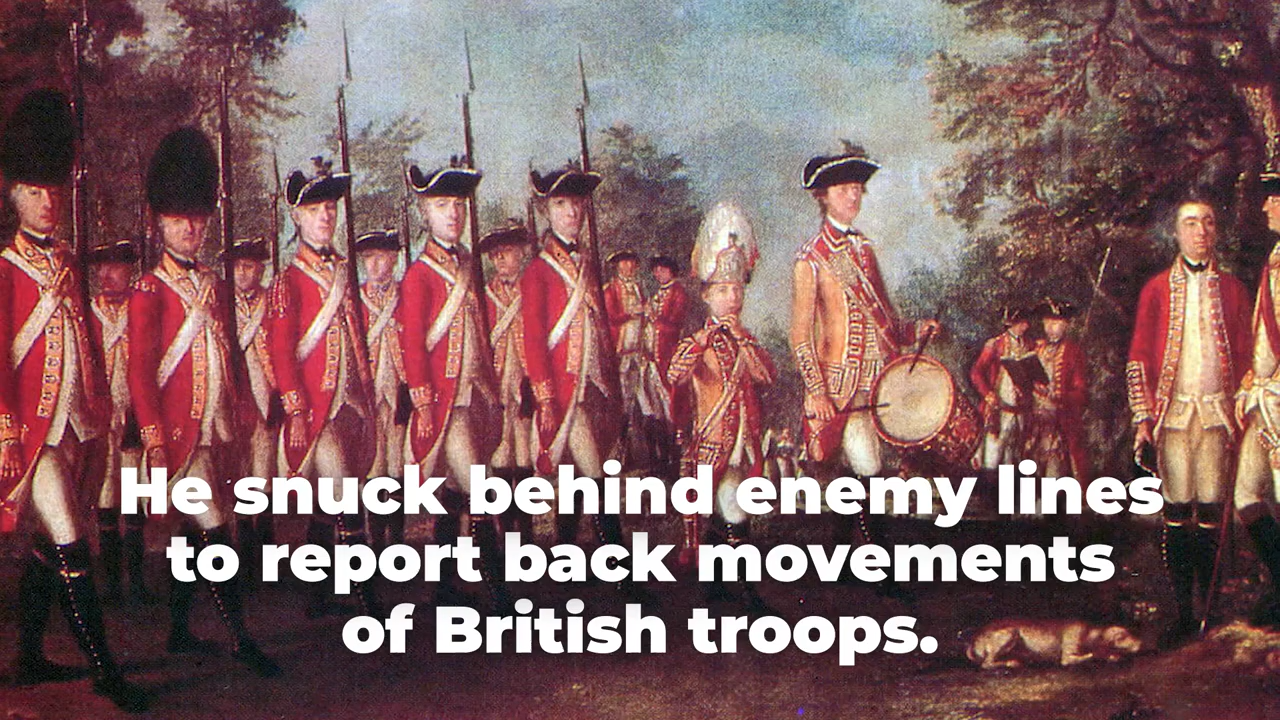 He snuck behind enemy lines
to report back movements
of British troops.